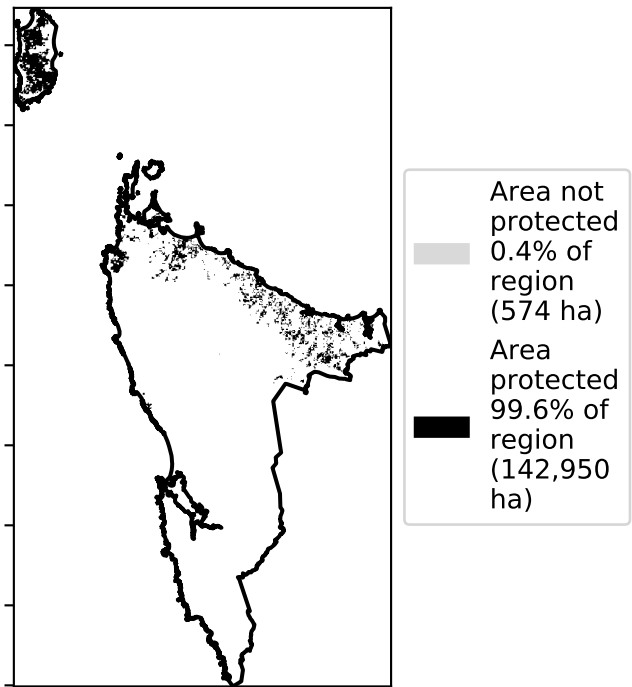 Area not
protected
0.4% of
region
(574 ha)
Area
protected
99.6% of
region
(142,950
ha)